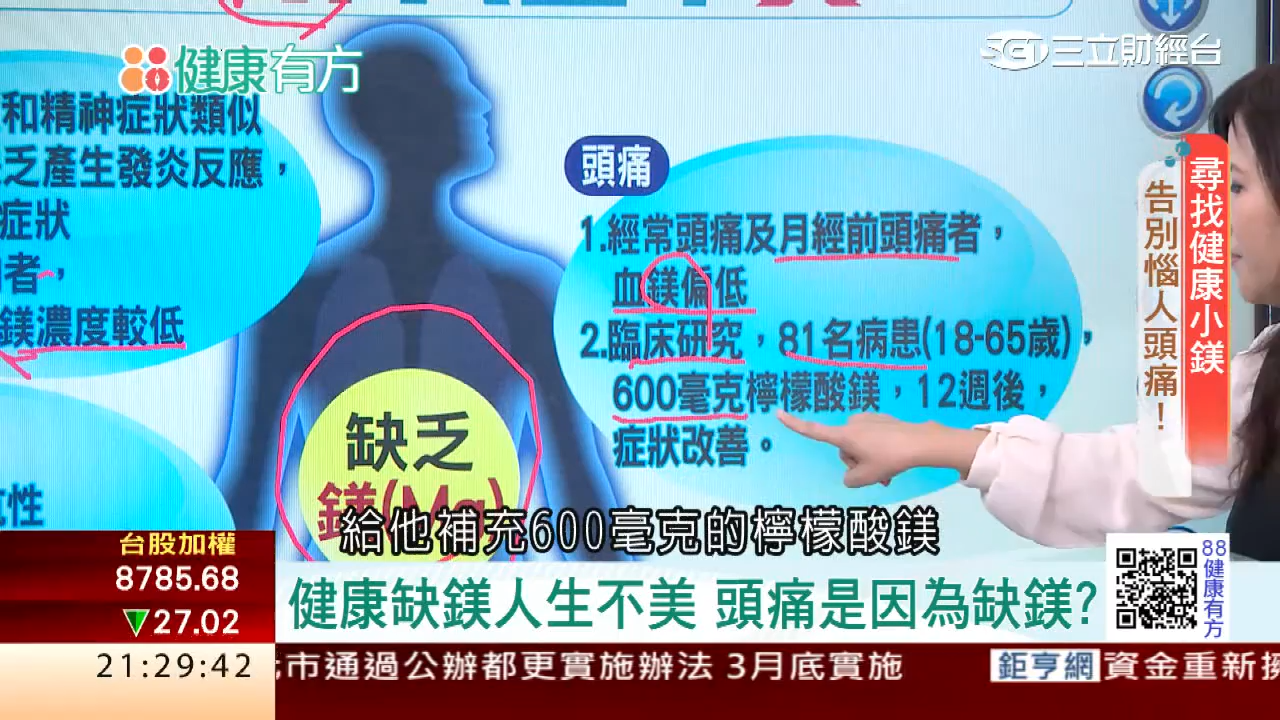 88健康有方
SET三立財經台
和精神症狀類似
乏產生發炎反應，
症狀
者，
鎂濃度較低
性
頭痛
1.經常頭痛及月經前頭痛者，
血鎂偏低
2.臨床研究，81名病患(18-65歲)，
600毫克檸檬酸鎂，12週後，
症狀改善。
缺乏
鎂(Mg)
尋找健康小鎂
告別惱人頭痛！
給他補充600毫克的檸檬酸鎂
健康缺鎂人生不美 頭痛是因為缺鎂?
88健康有方
台股加權
8785.68
▼27.02
21:29:42
市通過公辦都更實施辦法 3月底實施
鉅亨網 資金重新擁